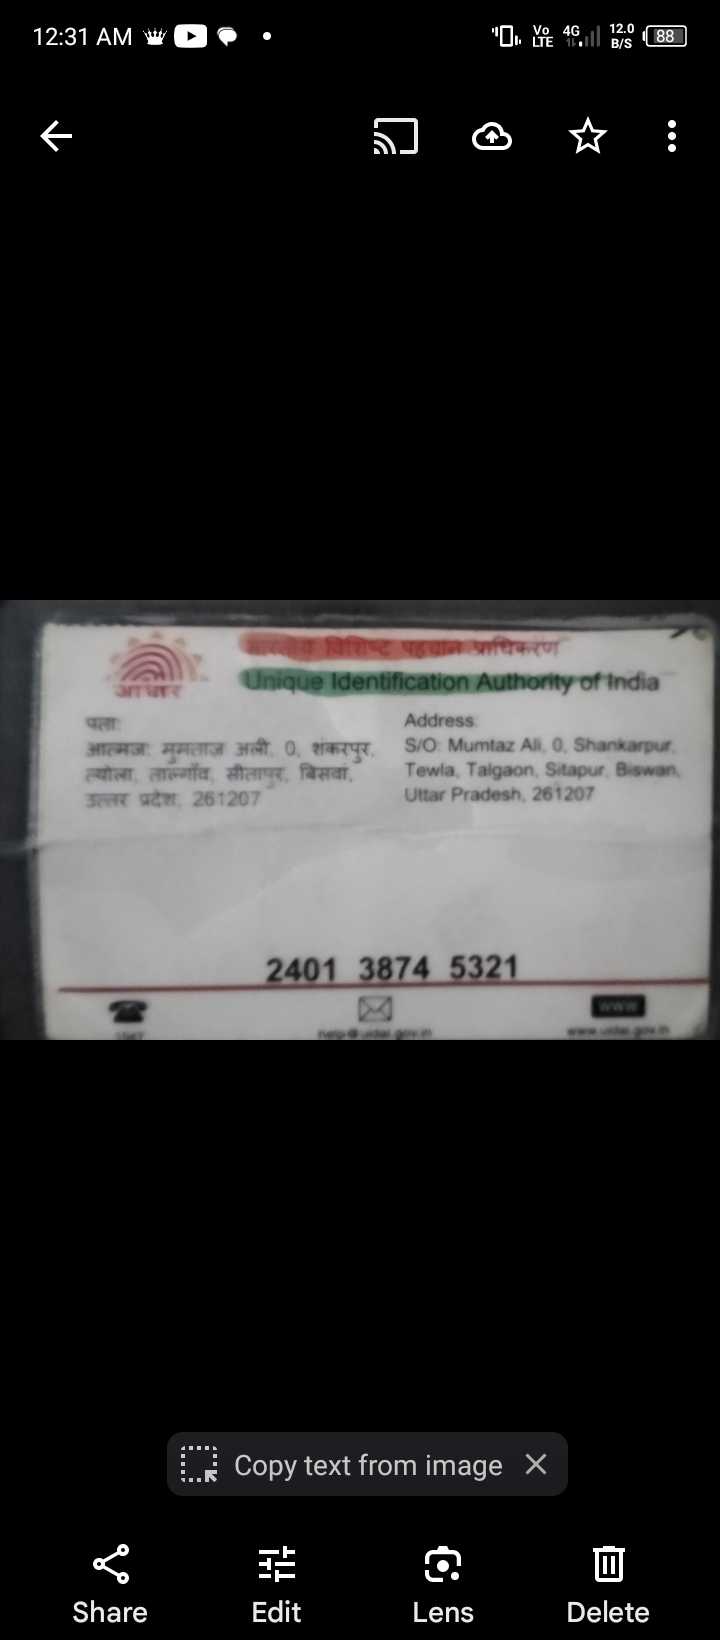 12:31 AM
Vo LTE 4G 12.0 B/S 88
भारतीय विशिष्ट पहचान प्राधिकरण
आधार
Unique Identification Authority of India
पता:
आत्मज: मुमताज अली, 0, शंकरपुर,
त्योला, ताल्गाँव, सीतापुर, बिसवां,
उत्तर प्रदेश, 261207
Address:
S/O: Mumtaz Ali, 0, Shankarpur,
Tewla, Talgaon, Sitapur, Biswan,
Uttar Pradesh, 261207
2401 3874 5321
1947
help@uidai.gov.in
WWW
www.uidai.gov.in
Copy text from image
Share Edit Lens Delete